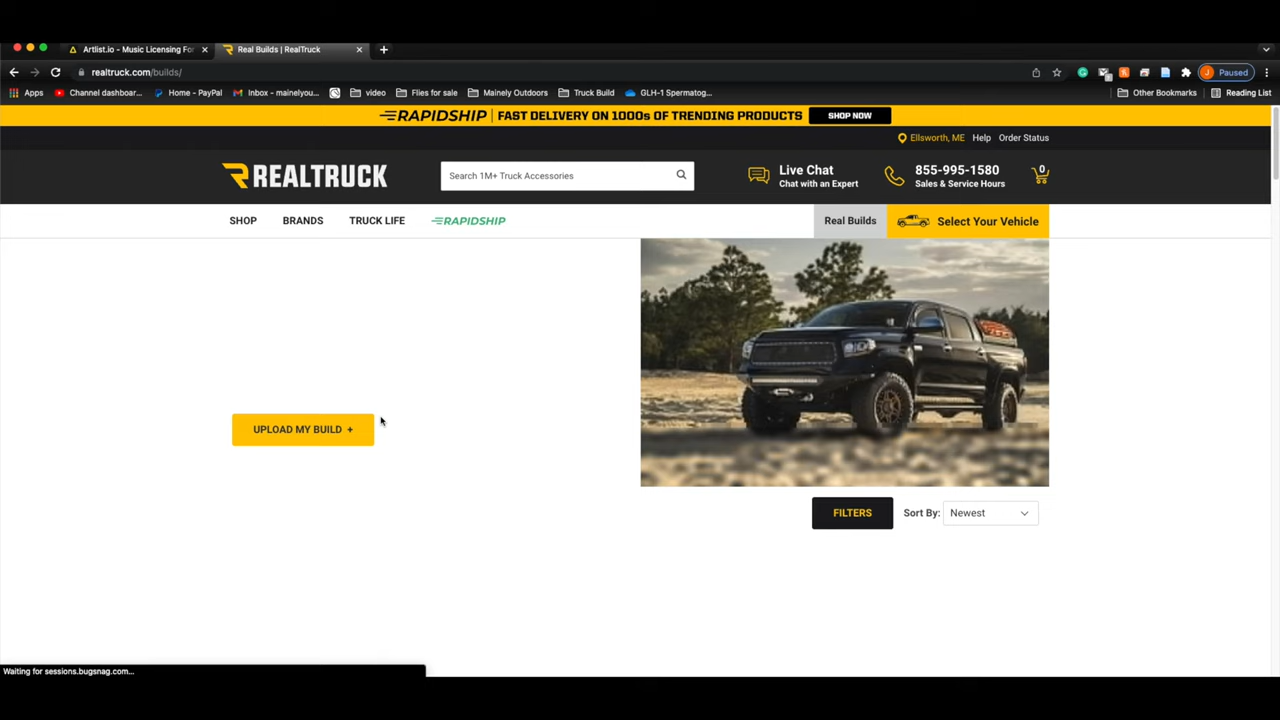 Artlist.io - Music Licensing For
Real Builds | RealTruck
realtruck.com/builds/
Paused
Apps
Channel dashboar...
Home - PayPal
Inbox - mainelyou...
video
Flies for sale
Mainely Outdoors
Truck Build
GLH-1 Spermatog...
Other Bookmarks
Reading List
RAPIDSHIP | FAST DELIVERY ON 1000s OF TRENDING PRODUCTS SHOP NOW
Ellsworth, ME Help Order Status
REALTRUCK
Search 1M+ Truck Accessories
Live Chat
Chat with an Expert
855-995-1580
Sales & Service Hours
0
SHOP BRANDS TRUCK LIFE RAPIDSHIP
Real Builds
Select Your Vehicle
UPLOAD MY BUILD +
FILTERS
Sort By: Newest
Waiting for sessions.bugsnag.com...